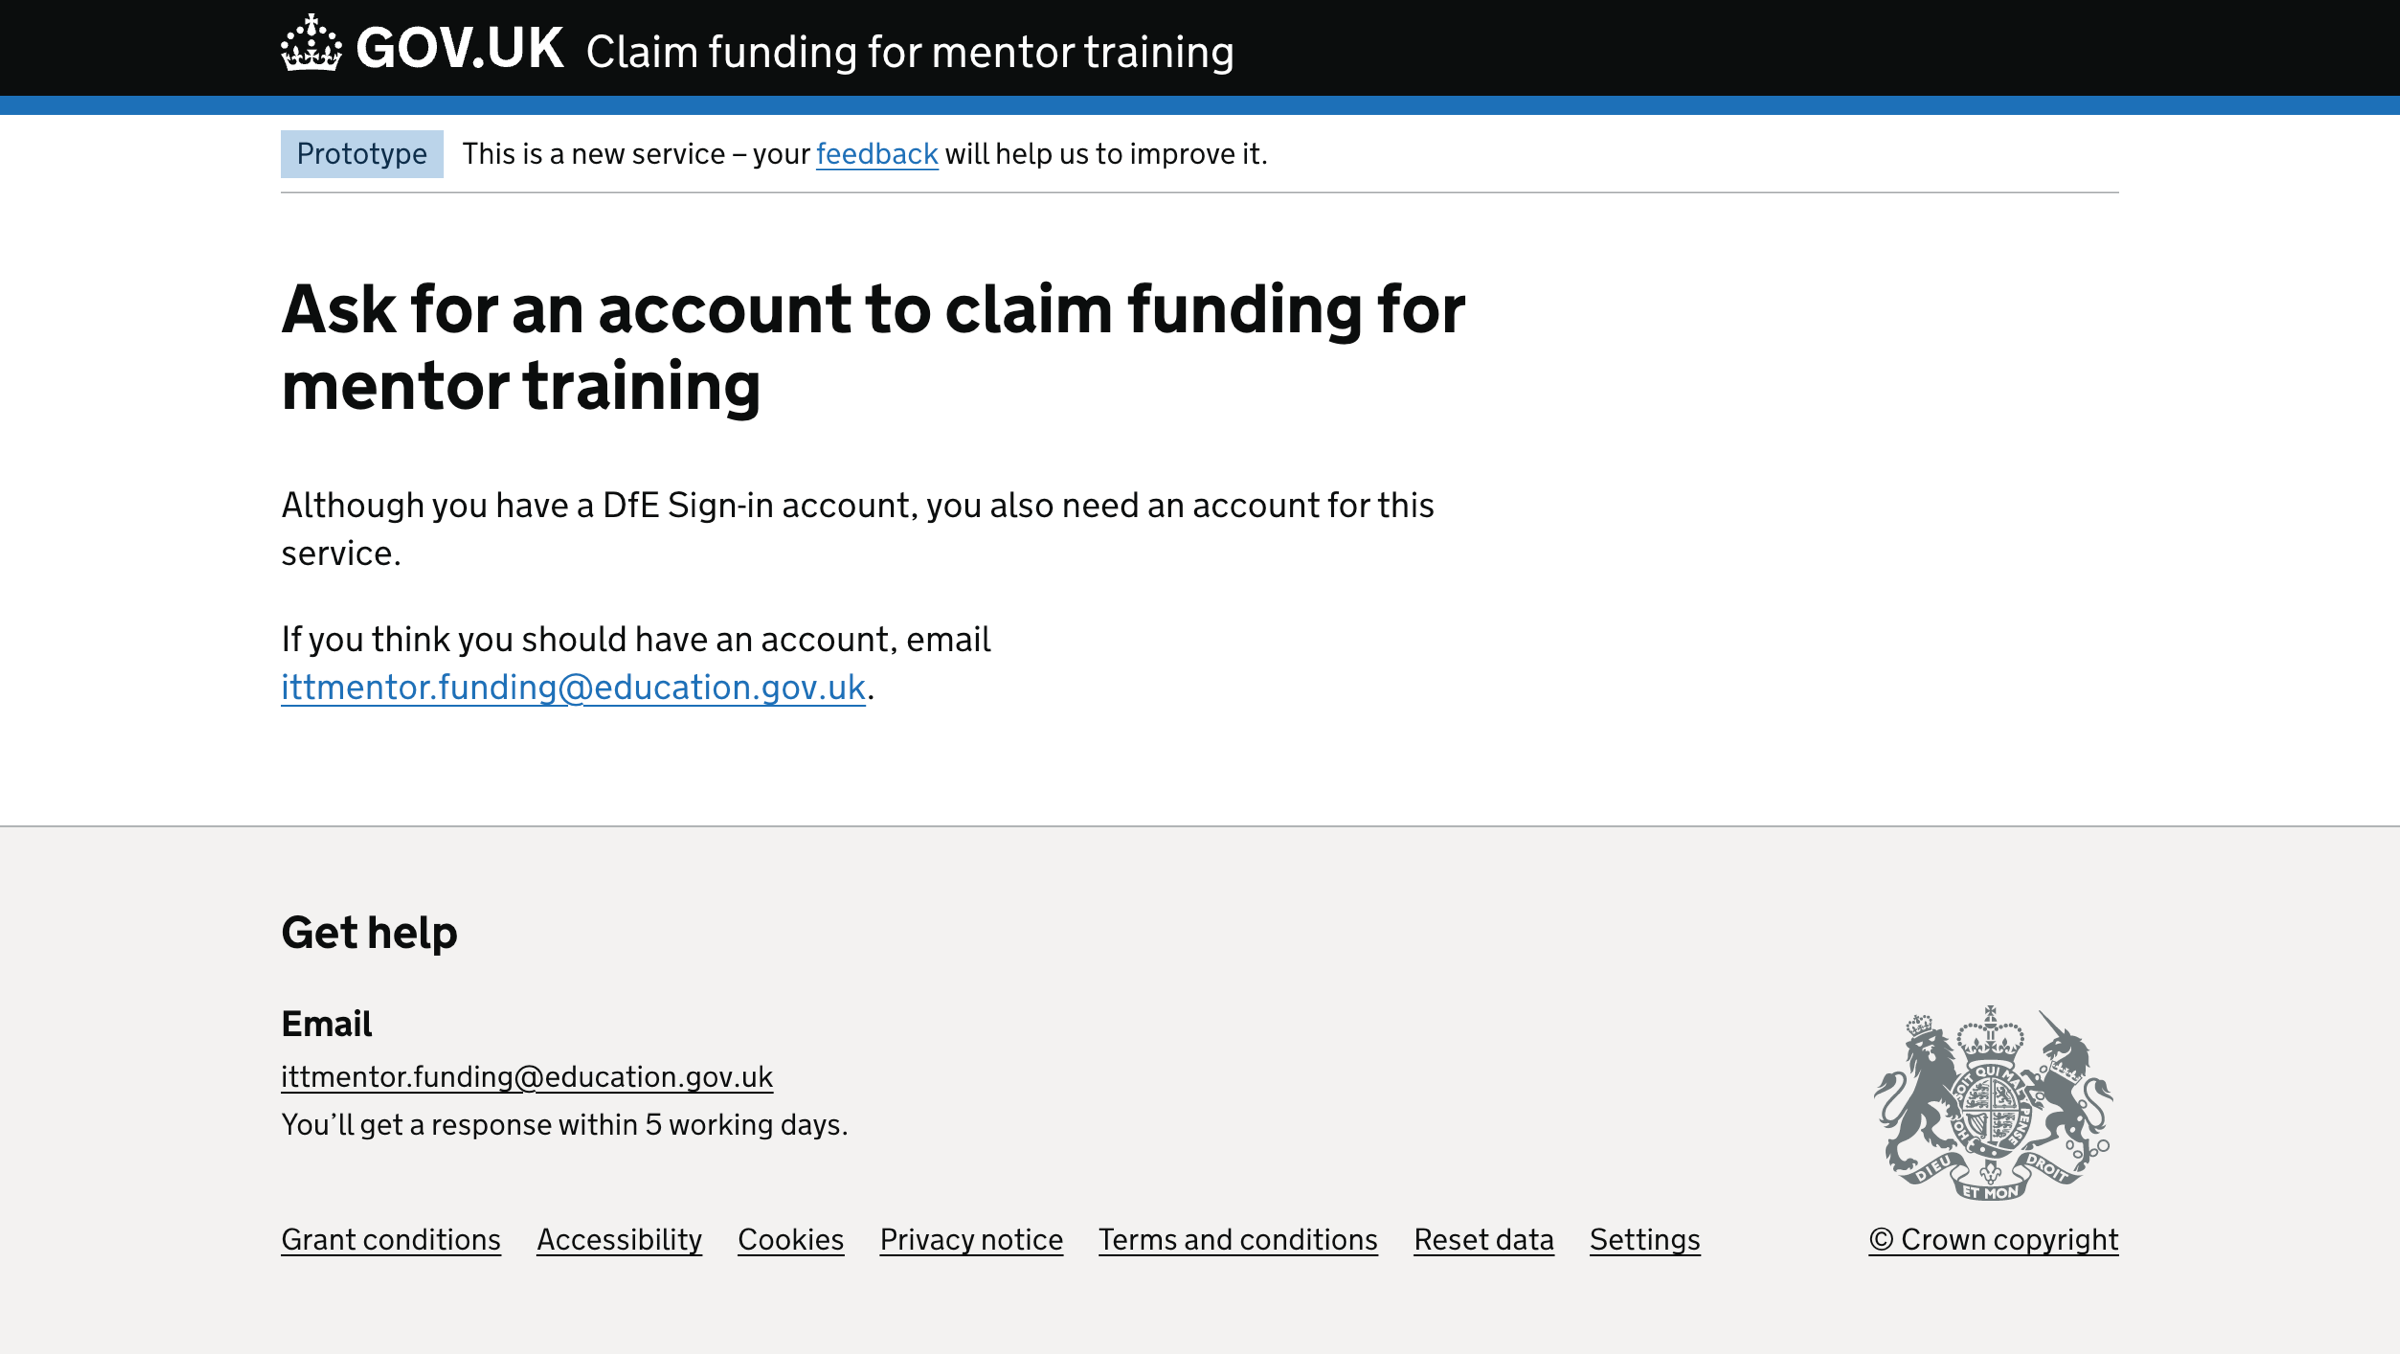 GOV.UK Claim funding for mentor training
Prototype This is a new service – your feedback will help us to improve it.
Ask for an account to claim funding for
mentor training
Although you have a DfE Sign-in account, you also need an account for this
service.
If you think you should have an account, email
ittmentor.funding@education.gov.uk.
Get help
Email
ittmentor.funding@education.gov.uk
You’ll get a response within 5 working days.
HONI SOIT QUI MAL Y PENSE
DIEU ET MON DROIT
Grant conditions Accessibility Cookies Privacy notice Terms and conditions Reset data Settings © Crown copyright